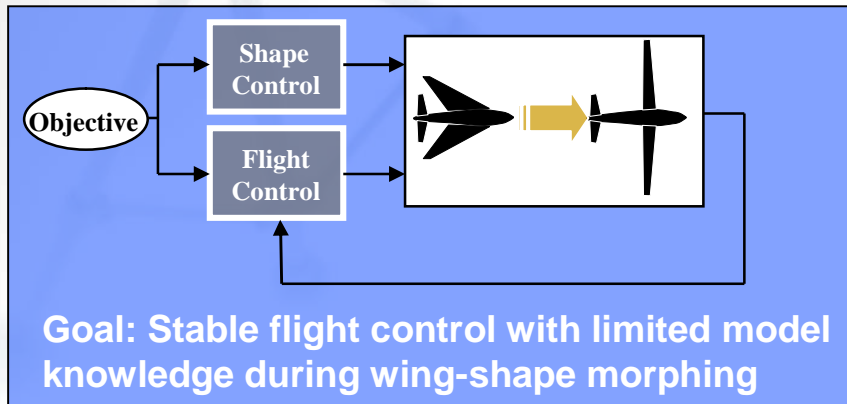 Shape
Control
Objective
Flight
Control
Goal: Stable flight control with limited model
knowledge during wing-shape morphing